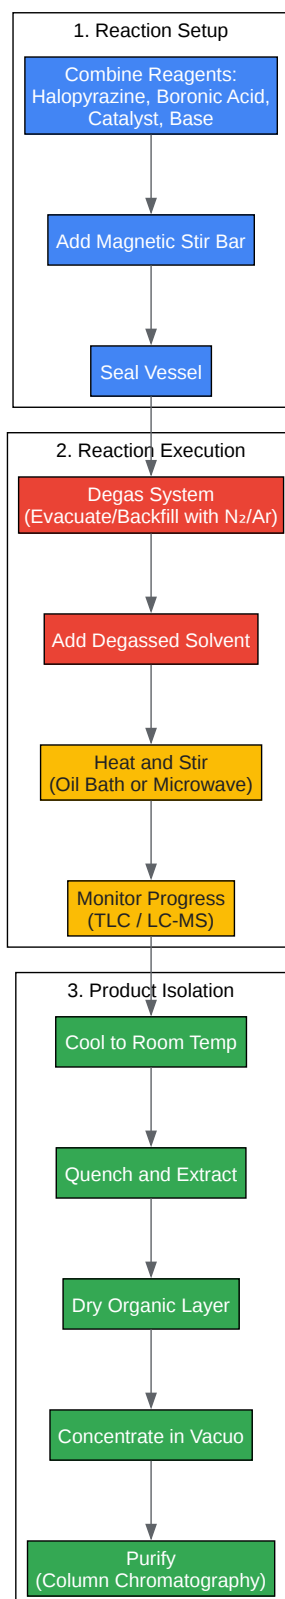 1. Reaction Setup
Combine Reagents:
Halopyrazine, Boronic Acid,
Catalyst, Base
Add Magnetic Stir Bar
Seal Vessel
2. Reaction Execution
Degas System
(Evacuate/Backfill with N₂/Ar)
Add Degassed Solvent
Heat and Stir
(Oil Bath or Microwave)
Monitor Progress
(TLC / LC-MS)
3. Product Isolation
Cool to Room Temp
Quench and Extract
Dry Organic Layer
Concentrate in Vacuo
Purify
(Column Chromatography)